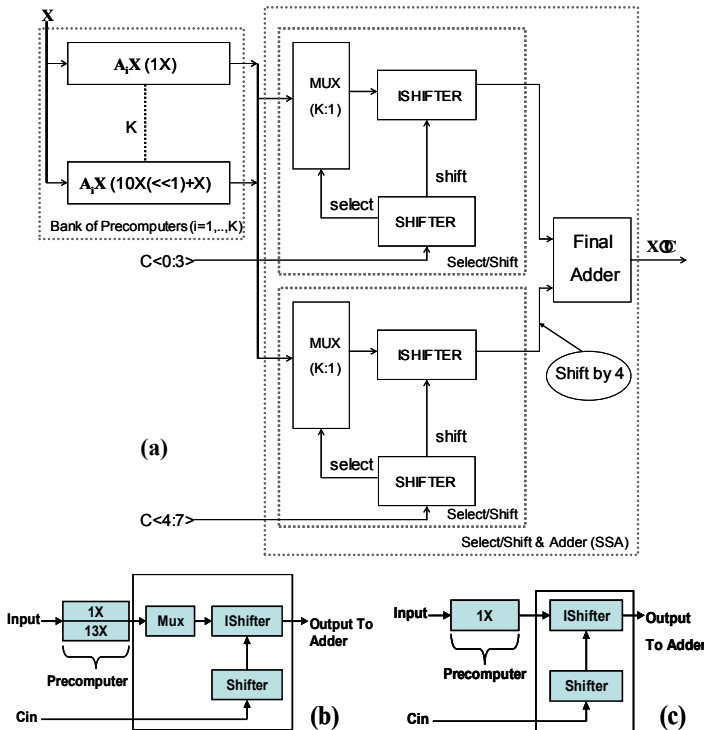 X
AᵢX (1X)
K
AᵢX (10X(<<1)+X)
Bank of Precomputers (i=1,..,K)
MUX
(K:1)
ISHIFTER
shift
select
SHIFTER
C<0:3>
Select/Shift
Final
Adder
MUX
(K:1)
ISHIFTER
Shift by 4
shift
(a)
select
SHIFTER
C<4:7>
Select/Shift
Select/Shift & Adder (SSA)
(b)
Input
1X
13X
Mux
IShifter
Output To
Adder
Precomputer
Shifter
Cin
(b)
Input
1X
IShifter
Output
To Adder
Precomputer
Shifter
Cin
(c)